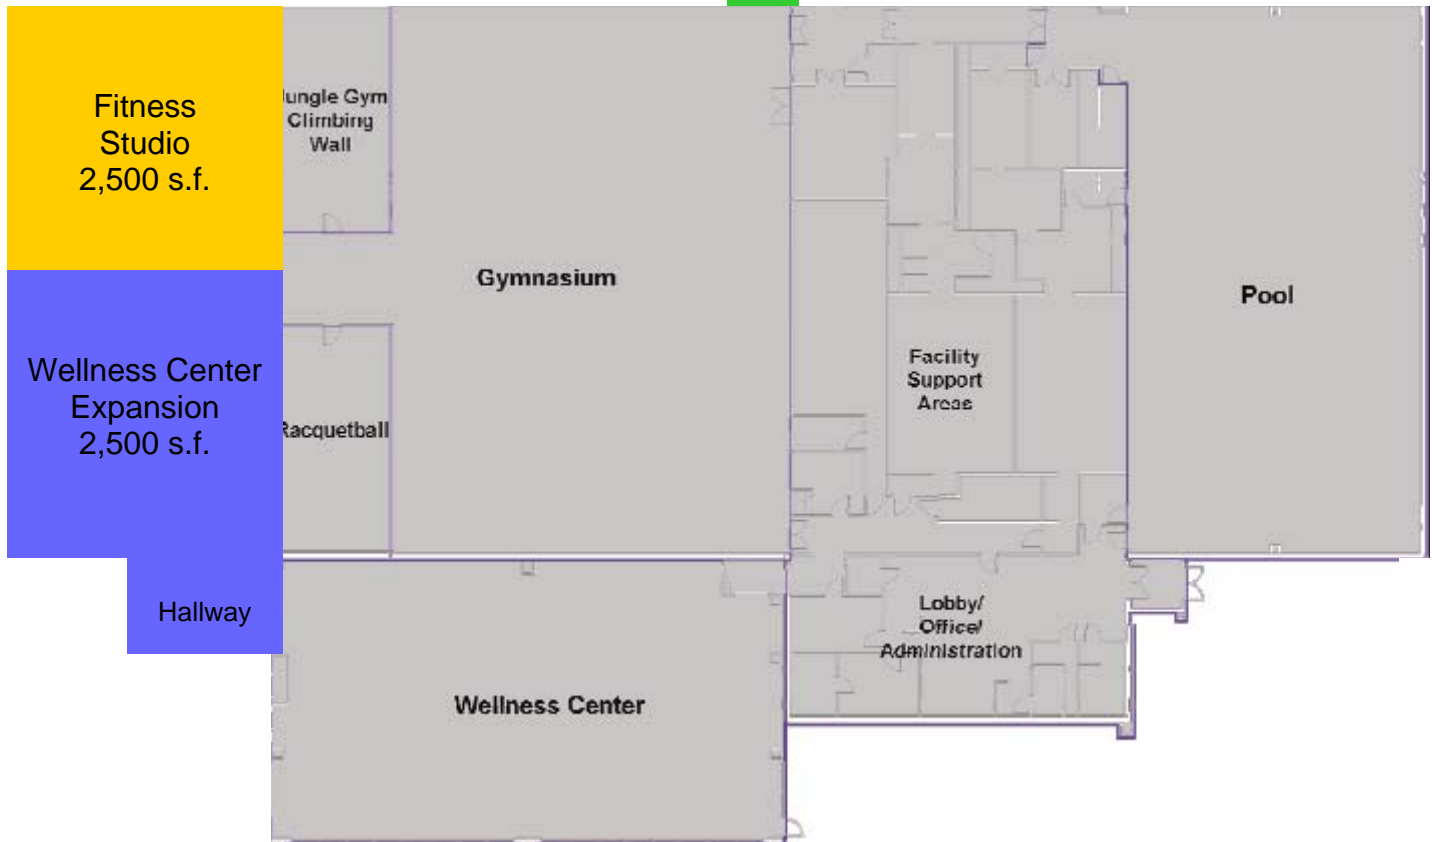 Fitness
Studio
2,500 s.f.
Jungle Gym
Climbing
Wall
Gymnasium
Pool
Wellness Center
Expansion
2,500 s.f.
Racquetball
Facility
Support
Areas
Hallway
Lobby/
Office/
Administration
Wellness Center